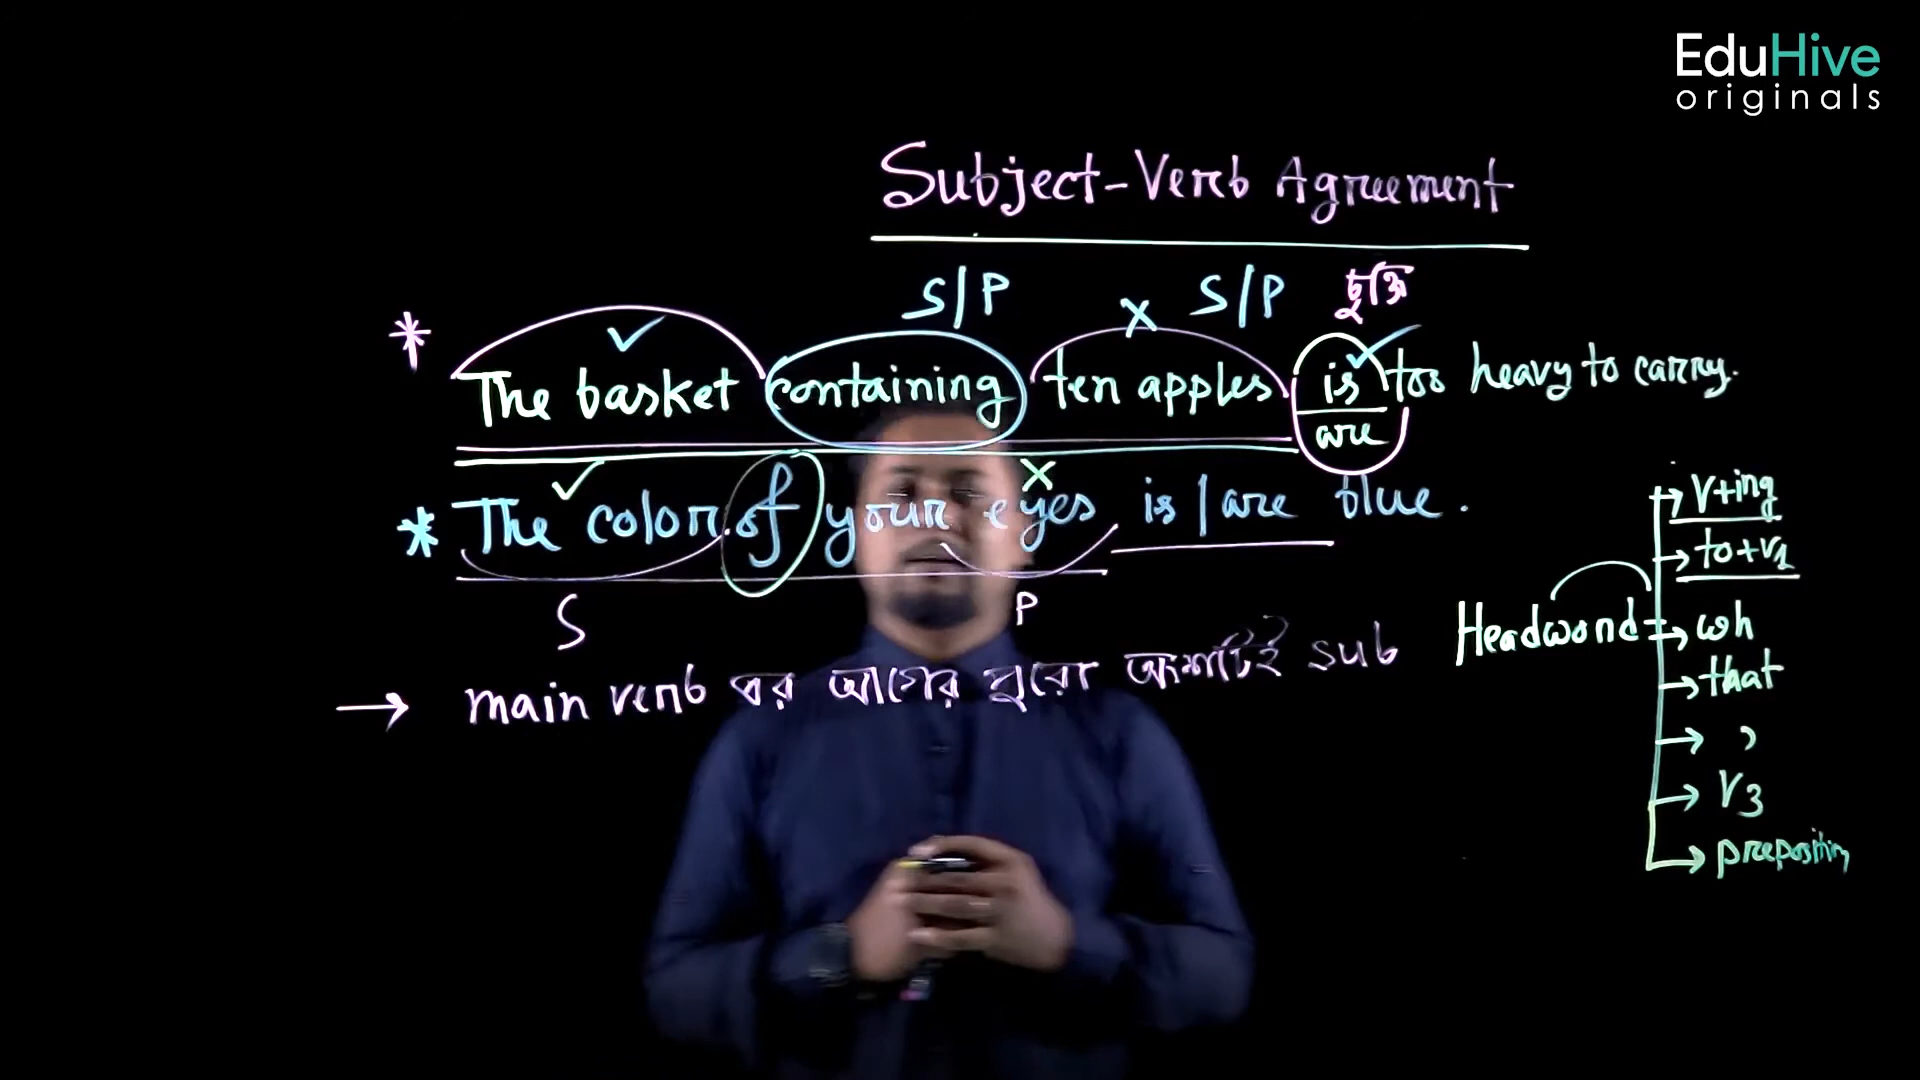 EduHive
originals
Subject-Verb Agreement
S/P × S/P
* The basket containing ten apples is too heavy to carry.
are
* The color of your eyes is / are blue.
S P
→ main verb এর আগের পুরো অংশটিই sub
Headword
→ V+ing
→ to+V1
→ wh
→ that
→ ,
→ V3
→ preposition